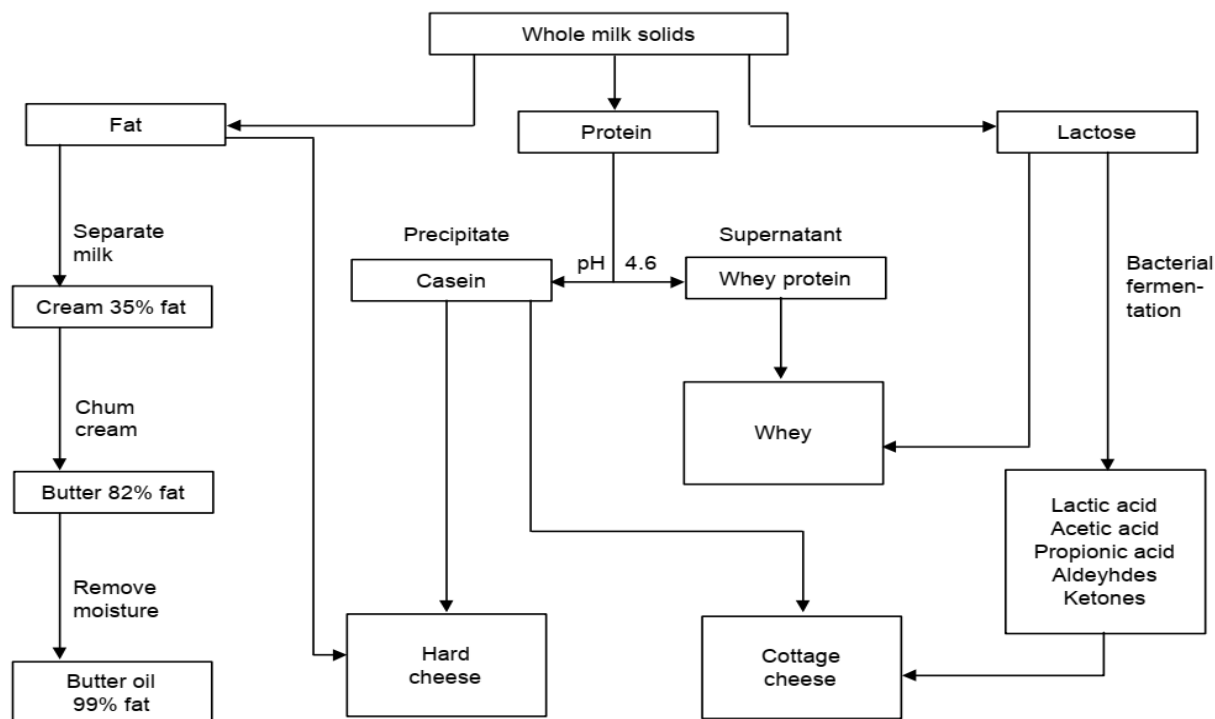 Whole milk solids
Fat
Protein
Lactose
Separate
milk
Precipitate
Supernatant
pH 4.6
Casein
Whey protein
Bacterial
fermen-
tation
Cream 35% fat
Chum
cream
Whey
Butter 82% fat
Lactic acid
Acetic acid
Propionic acid
Aldeyhdes
Ketones
Remove
moisture
Hard
cheese
Cottage
cheese
Butter oil
99% fat